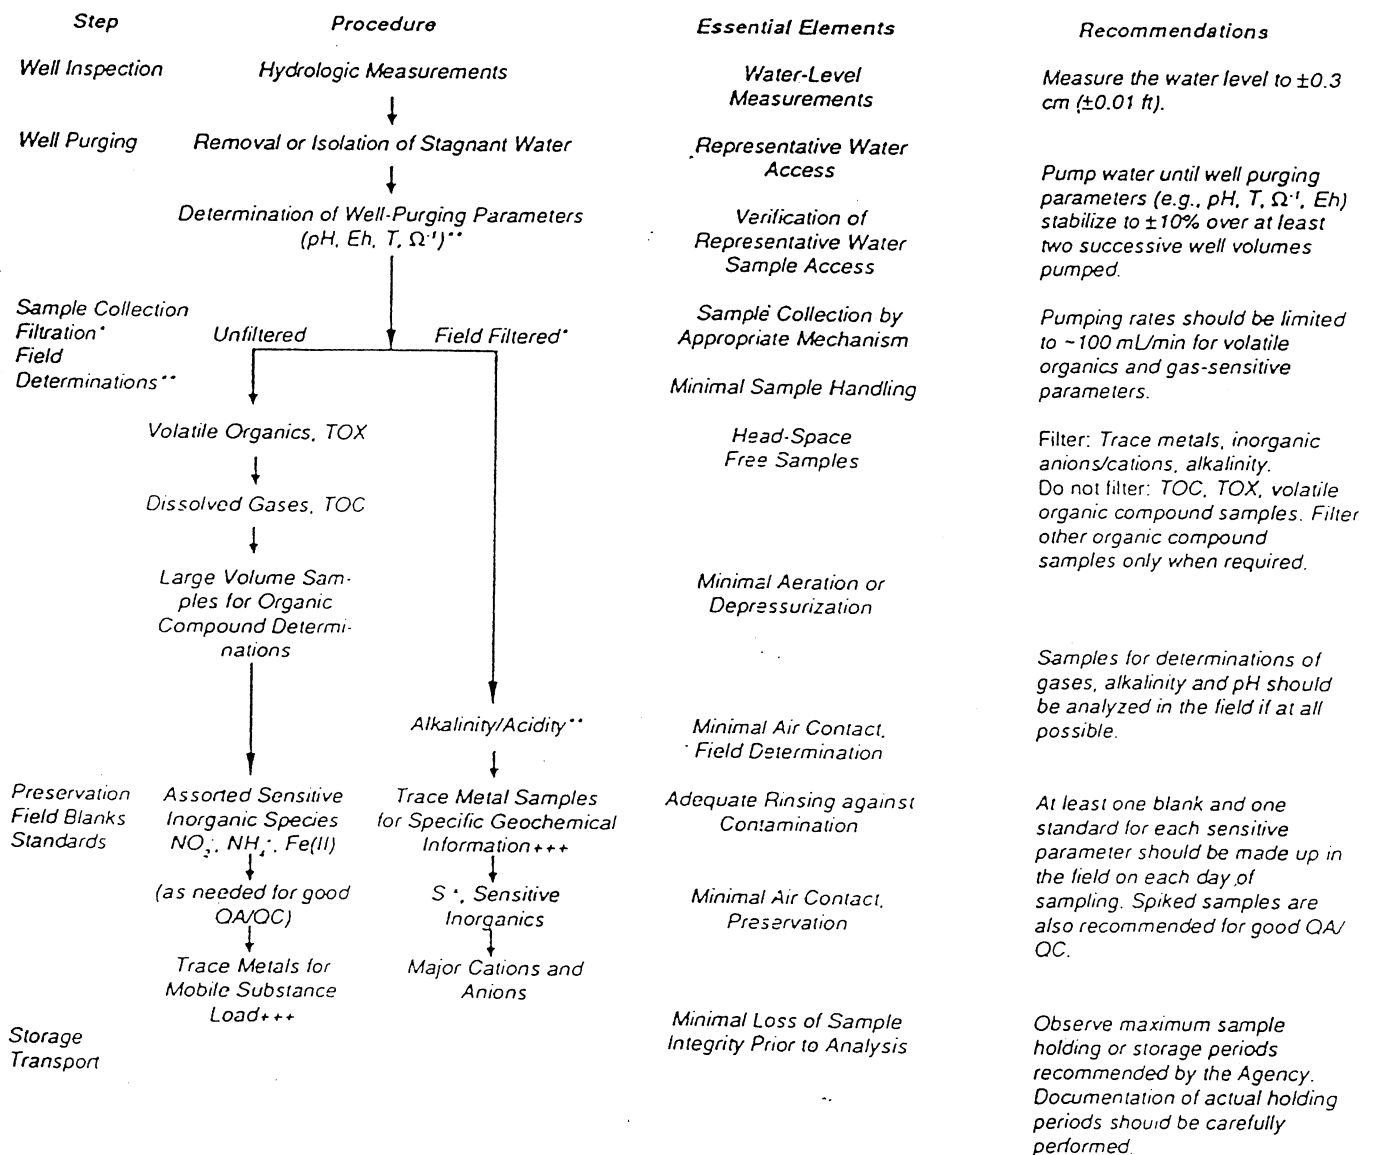 Step
Procedure
Essential Elements
Recommendations
Well Inspection
Hydrologic Measurements
Water-Level
Measurements
Measure the water level to ±0.3
cm (±0.01 ft).
Well Purging
Removal or Isolation of Stagnant Water
Representative Water
Access
Determination of Well-Purging Parameters
(pH, Eh, T, Ω⁻¹)**
Verification of
Representative Water
Sample Access
Pump water until well purging
parameters (e.g., pH, T, Ω⁻¹, Eh)
stabilize to ±10% over at least
two successive well volumes
pumped.
Sample Collection
Filtration*
Field
Determinations**
Unfiltered
Field Filtered*
Sample Collection by
Appropriate Mechanism
Minimal Sample Handling
Pumping rates should be limited
to ~100 mL/min for volatile
organics and gas-sensitive
parameters.
Volatile Organics, TOX
Head-Space
Free Samples
Filter: Trace metals, inorganic
anions/cations, alkalinity.
Do not filter: TOC, TOX, volatile
organic compound samples. Filter
other organic compound
samples only when required.
Dissolved Gases, TOC
Large Volume Sam-
ples for Organic
Compound Determi-
nations
Minimal Aeration or
Depressurization
Samples for determinations of
gases, alkalinity and pH should
be analyzed in the field if at all
possible.
Alkalinity/Acidity**
Minimal Air Contact,
Field Determination
Preservation
Field Blanks
Standards
Assorted Sensitive
Inorganic Species
NO₂⁻, NH₄⁺, Fe(II)
(as needed for good
QA/QC)
Trace Metals for
Mobile Substance
Load+++
Trace Metal Samples
for Specific Geochemical
Information+++
S, Sensitive
Inorganics
Major Cations and
Anions
Adequate Rinsing against
Contamination
Minimal Air Contact,
Preservation
At least one blank and one
standard for each sensitive
parameter should be made up in
the field on each day of
sampling. Spiked samples are
also recommended for good QA/
QC.
Storage
Transport
Minimal Loss of Sample
Integrity Prior to Analysis
Observe maximum sample
holding or storage periods
recommended by the Agency.
Documentation of actual holding
periods should be carefully
performed.